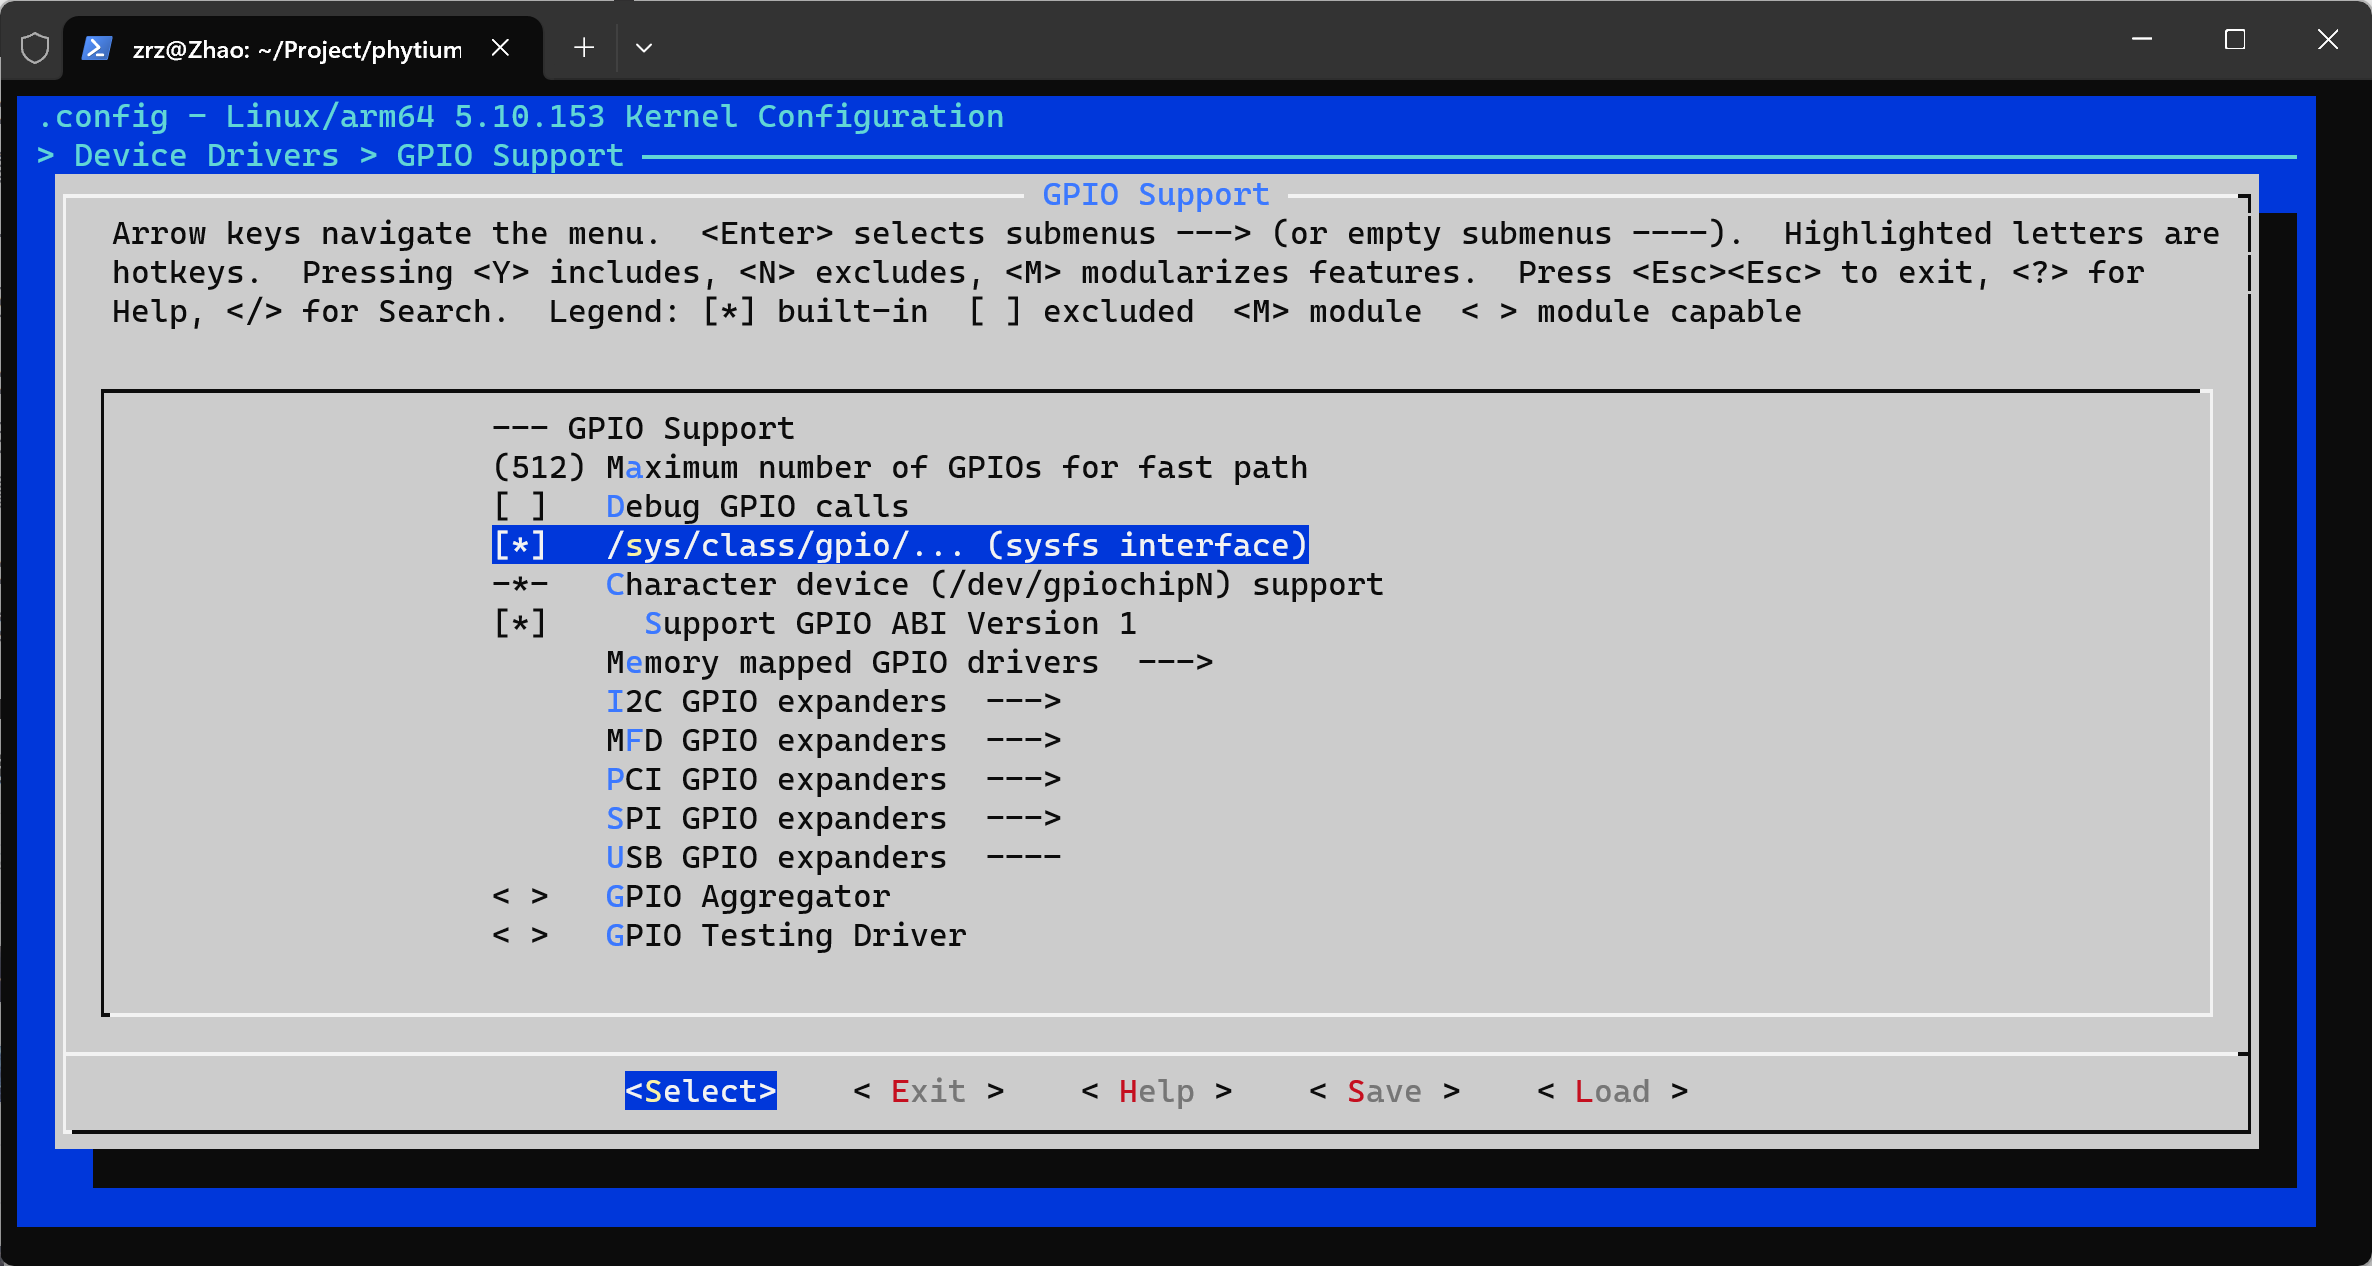 zrz@Zhao: ~/Project/phytium
.config - Linux/arm64 5.10.153 Kernel Configuration
> Device Drivers > GPIO Support
GPIO Support
Arrow keys navigate the menu.  <Enter> selects submenus ---> (or empty submenus ----).  Highlighted letters are
hotkeys.  Pressing <Y> includes, <N> excludes, <M> modularizes features.  Press <Esc><Esc> to exit, <?> for
Help, </> for Search.  Legend: [*] built-in  [ ] excluded  <M> module  < > module capable
--- GPIO Support
(512) Maximum number of GPIOs for fast path
[ ]   Debug GPIO calls
[*]   /sys/class/gpio/... (sysfs interface)
-*-   Character device (/dev/gpiochipN) support
[*]     Support GPIO ABI Version 1
Memory mapped GPIO drivers  --->
I2C GPIO expanders  --->
MFD GPIO expanders  --->
PCI GPIO expanders  --->
SPI GPIO expanders  --->
USB GPIO expanders  ----
< >   GPIO Aggregator
< >   GPIO Testing Driver
<Select>    < Exit >    < Help >    < Save >    < Load >